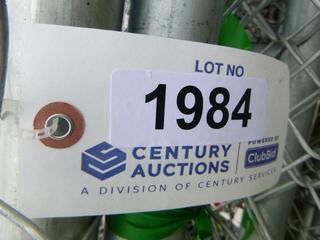 LOT NO
1984
CENTURY
AUCTIONS
POWERED BY
ClubBid
A DIVISION OF CENTURY SERVICES